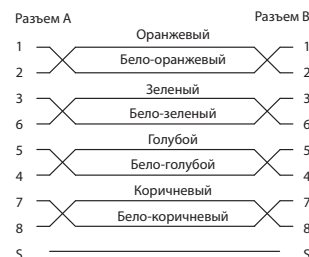 Разъем А Разъем В
Оранжевый
1 1
Бело-оранжевый
2 2
Зеленый
3 3
Бело-зеленый
6 6
Голубой
5 5
Бело-голубой
4 4
Коричневый
7 7
Бело-коричневый
8 8
S S